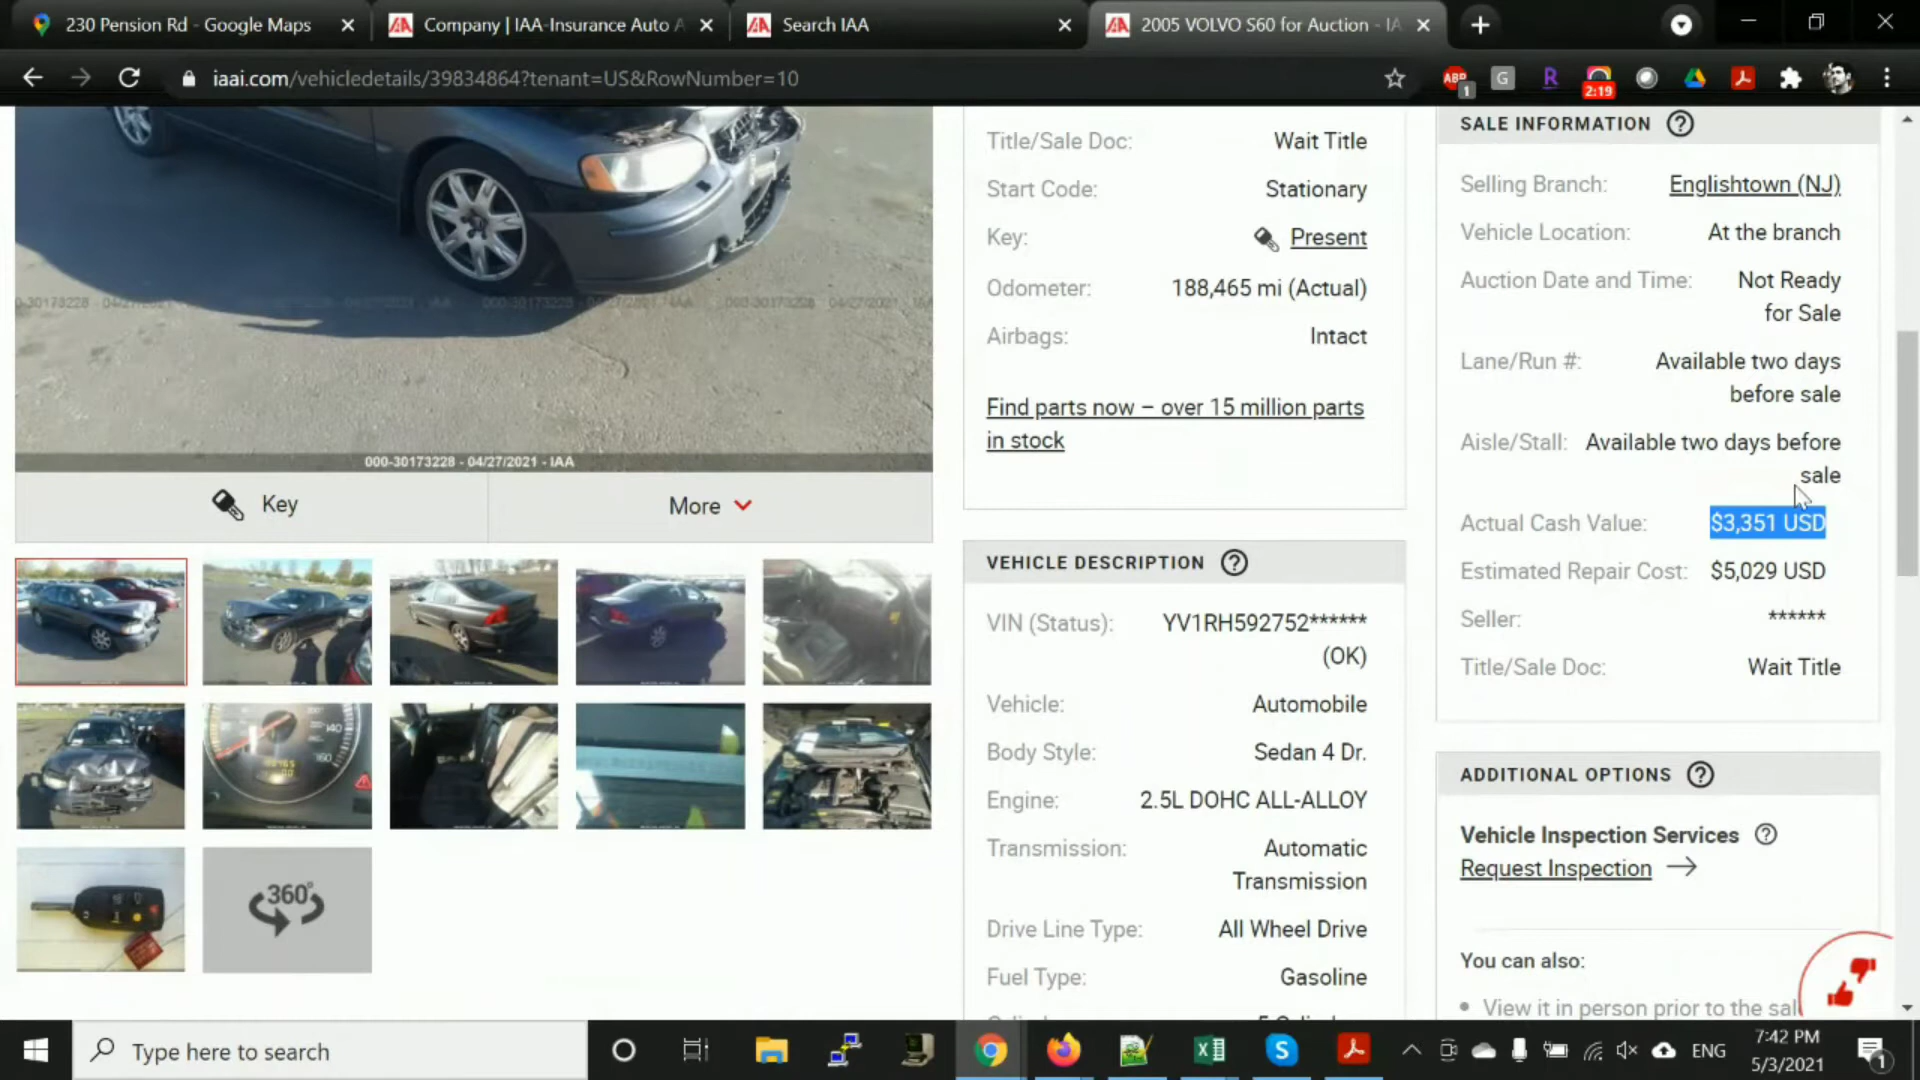 230 Pension Rd - Google Maps
Company | IAA-Insurance Auto A
Search IAA
2005 VOLVO S60 for Auction - IA
iaai.com/vehicledetails/39834864?tenant=US&RowNumber=10
ABP
1
G
R
2:19
000-30173228 - 04/27/2021 - IAA
Key
More
Title/Sale Doc: Wait Title
Start Code: Stationary
Key: Present
Odometer: 188,465 mi (Actual)
Airbags: Intact
Find parts now – over 15 million parts
in stock
VEHICLE DESCRIPTION ?
VIN (Status): YV1RH592752******
(OK)
Vehicle: Automobile
Body Style: Sedan 4 Dr.
Engine: 2.5L DOHC ALL-ALLOY
Transmission: Automatic
Transmission
Drive Line Type: All Wheel Drive
Fuel Type: Gasoline
SALE INFORMATION ?
Selling Branch: Englishtown (NJ)
Vehicle Location: At the branch
Auction Date and Time: Not Ready
for Sale
Lane/Run #: Available two days
before sale
Aisle/Stall: Available two days before
sale
Actual Cash Value: $3,351 USD
Estimated Repair Cost: $5,029 USD
Seller: ******
Title/Sale Doc: Wait Title
ADDITIONAL OPTIONS ?
Vehicle Inspection Services ?
Request Inspection
You can also:
• View it in person prior to the sal
360°
Type here to search
ENG
7:42 PM
5/3/2021
1